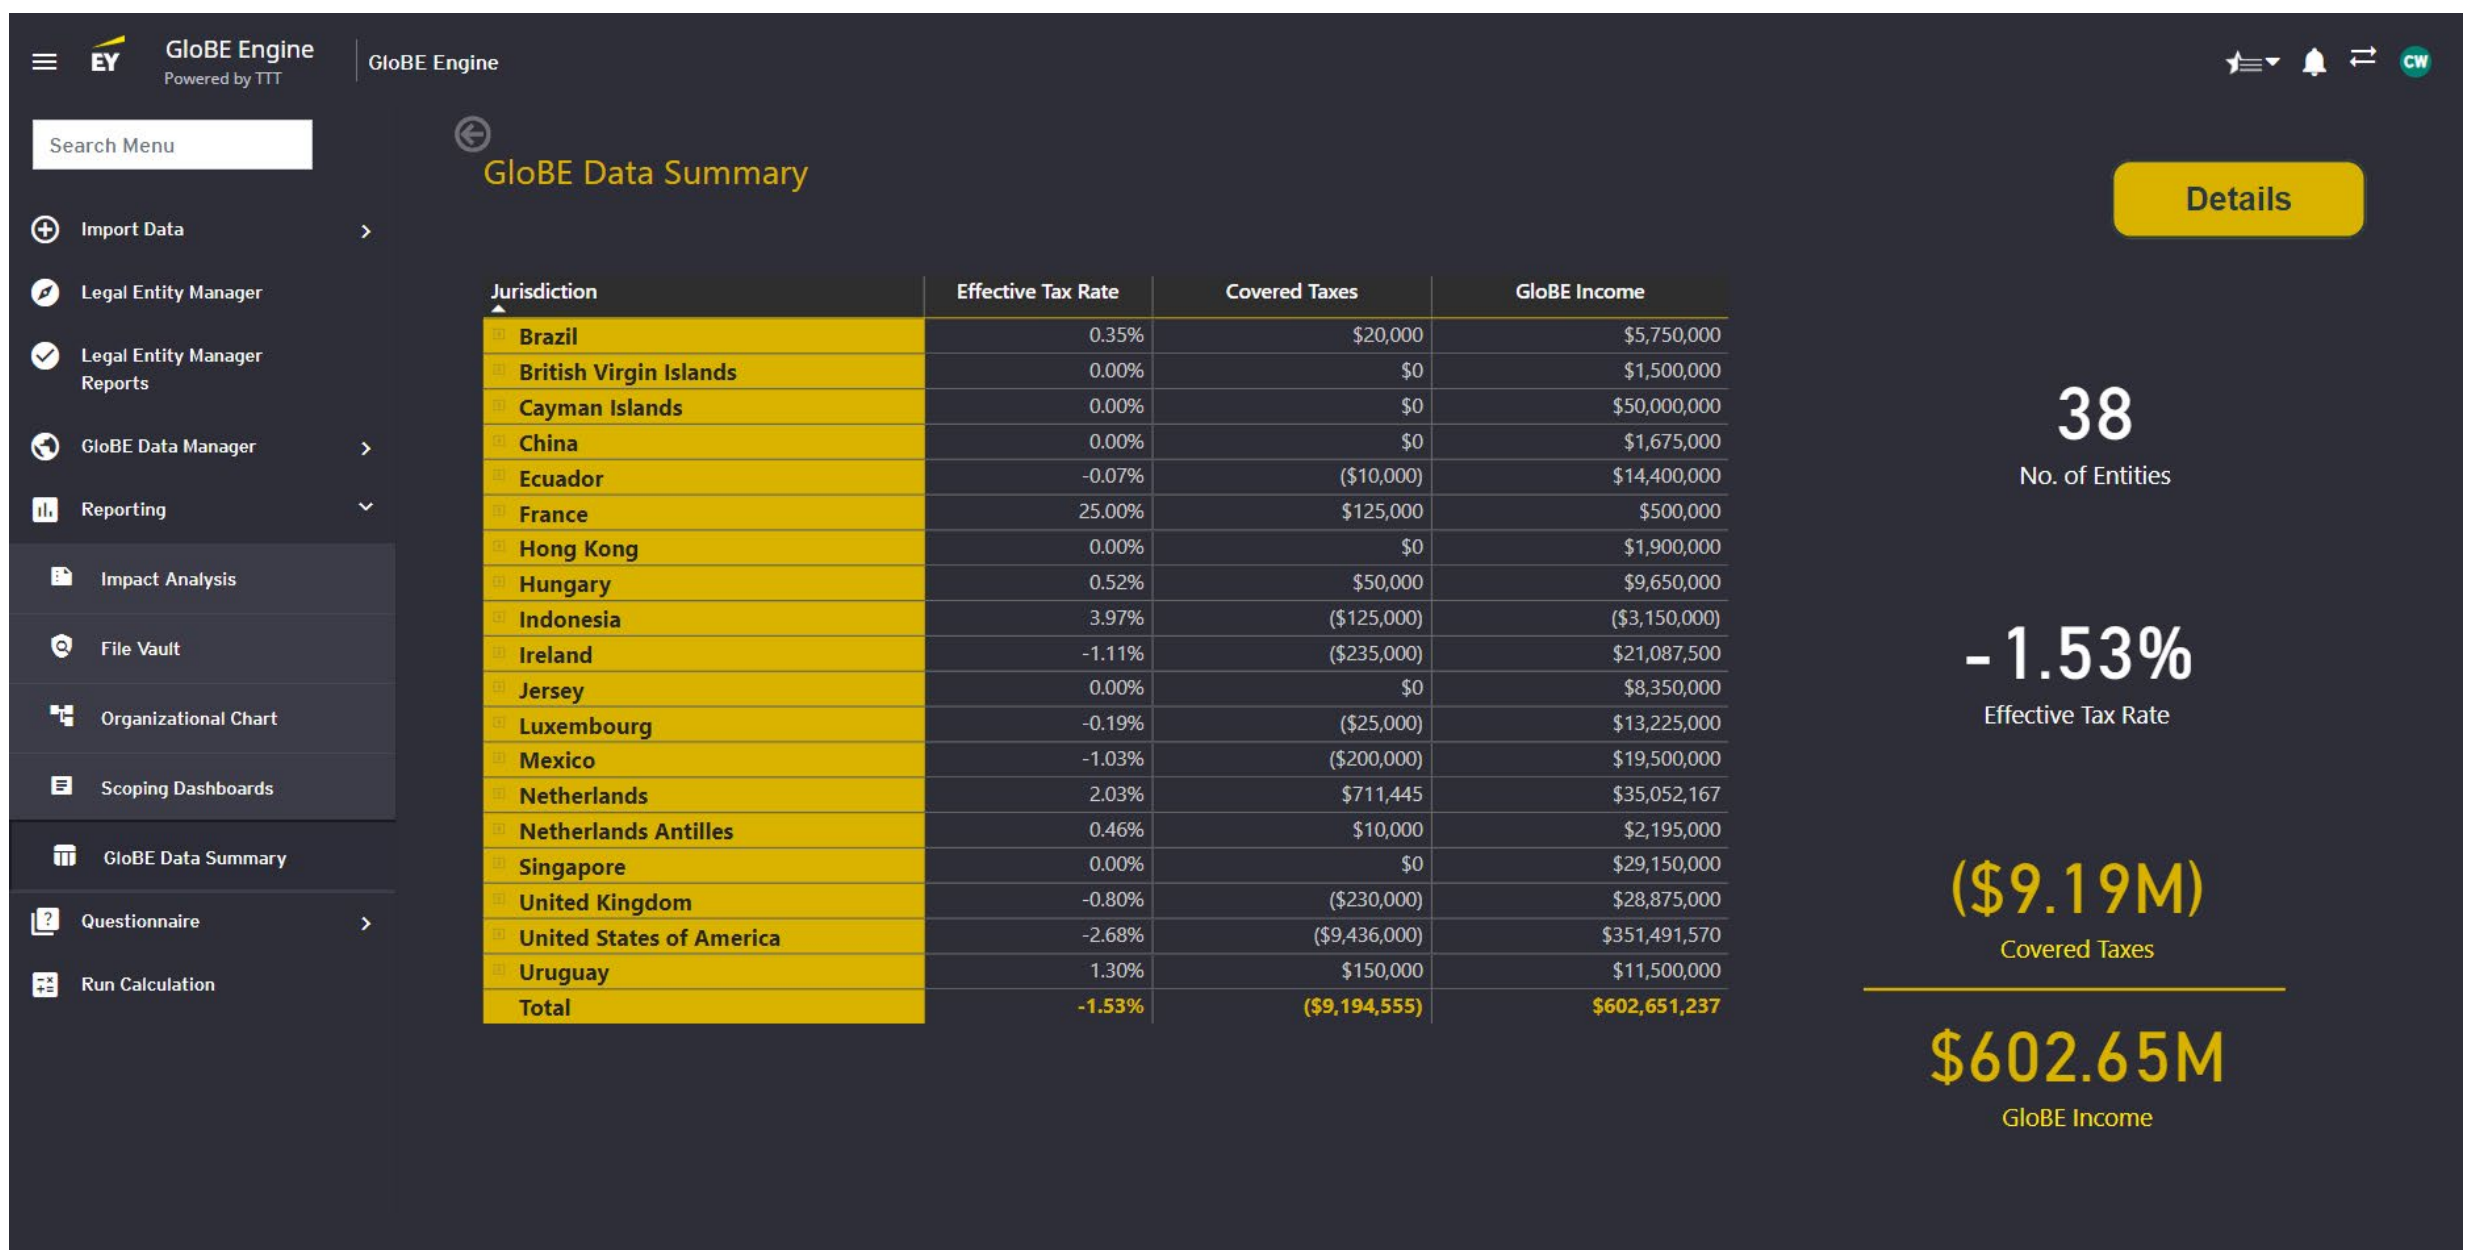 EY
GloBE Engine
Powered by TTT
GloBE Engine
CW
Search Menu
Import Data
Legal Entity Manager
Legal Entity Manager
Reports
GloBE Data Manager
Reporting
Impact Analysis
File Vault
Organizational Chart
Scoping Dashboards
GloBE Data Summary
Questionnaire
Run Calculation
GloBE Data Summary
Details
Jurisdiction Effective Tax Rate Covered Taxes GloBE Income
Brazil 0.35% $20,000 $5,750,000
British Virgin Islands 0.00% $0 $1,500,000
Cayman Islands 0.00% $0 $50,000,000
China 0.00% $0 $1,675,000
Ecuador -0.07% ($10,000) $14,400,000
France 25.00% $125,000 $500,000
Hong Kong 0.00% $0 $1,900,000
Hungary 0.52% $50,000 $9,650,000
Indonesia 3.97% ($125,000) ($3,150,000)
Ireland -1.11% ($235,000) $21,087,500
Jersey 0.00% $0 $8,350,000
Luxembourg -0.19% ($25,000) $13,225,000
Mexico -1.03% ($200,000) $19,500,000
Netherlands 2.03% $711,445 $35,052,167
Netherlands Antilles 0.46% $10,000 $2,195,000
Singapore 0.00% $0 $29,150,000
United Kingdom -0.80% ($230,000) $28,875,000
United States of America -2.68% ($9,436,000) $351,491,570
Uruguay 1.30% $150,000 $11,500,000
Total -1.53% ($9,194,555) $602,651,237
38
No. of Entities
-1.53%
Effective Tax Rate
($9.19M)
Covered Taxes
$602.65M
GloBE Income